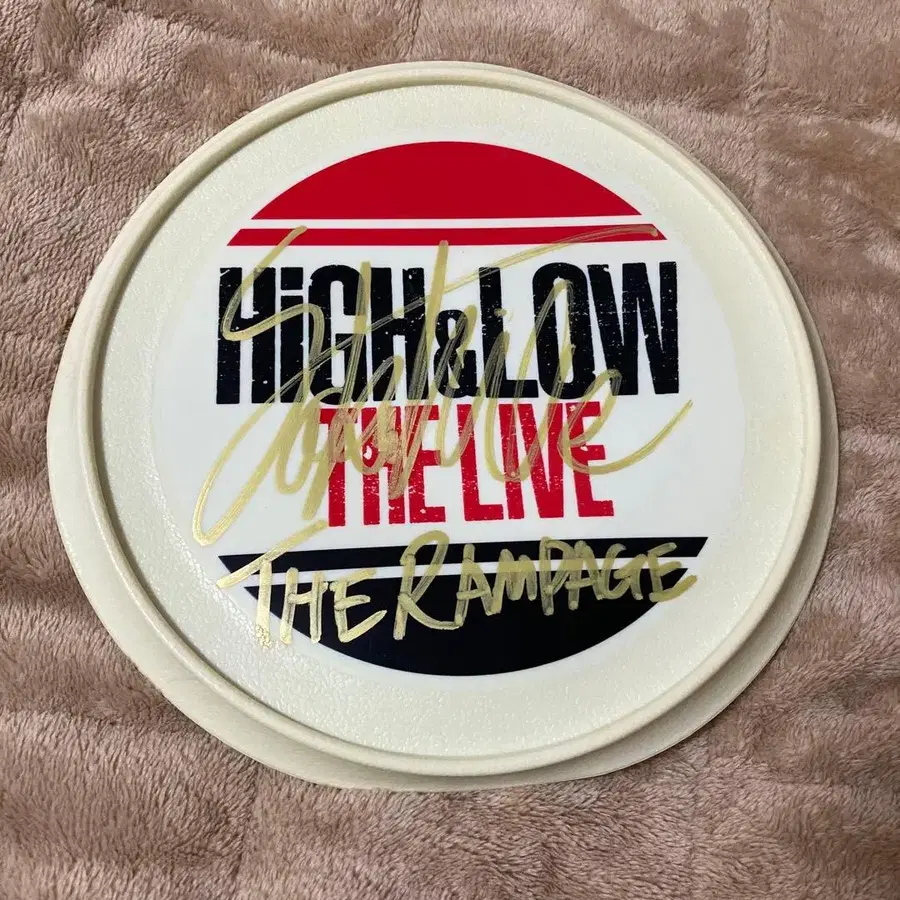 HiGH&LOW
THE LIVE
THE RAMPAGE